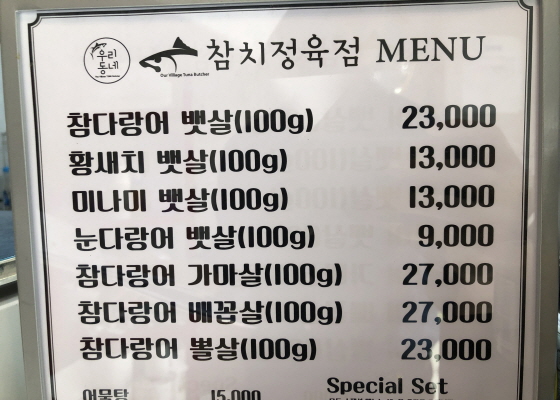 우리
동네
Our Village Tuna Butcher
참치정육점 MENU
참다랑어 뱃살(100g) 23,000
황새치 뱃살(100g) 13,000
미나미 뱃살(100g) 13,000
눈다랑어 뱃살(100g) 9,000
참다랑어 가마살(100g) 27,000
참다랑어 배꼽살(100g) 27,000
참다랑어 뽈살(100g) 23,000
어묵탕 15,000
Special Set